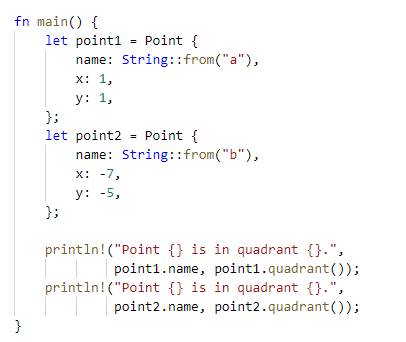 fn main() {
    let point1 = Point {
        name: String::from("a"),
        x: 1,
        y: 1,
    };
    let point2 = Point {
        name: String::from("b"),
        x: -7,
        y: -5,
    };

    println!("Point {} is in quadrant {}.",
             point1.name, point1.quadrant());
    println!("Point {} is in quadrant {}.",
             point2.name, point2.quadrant());
}